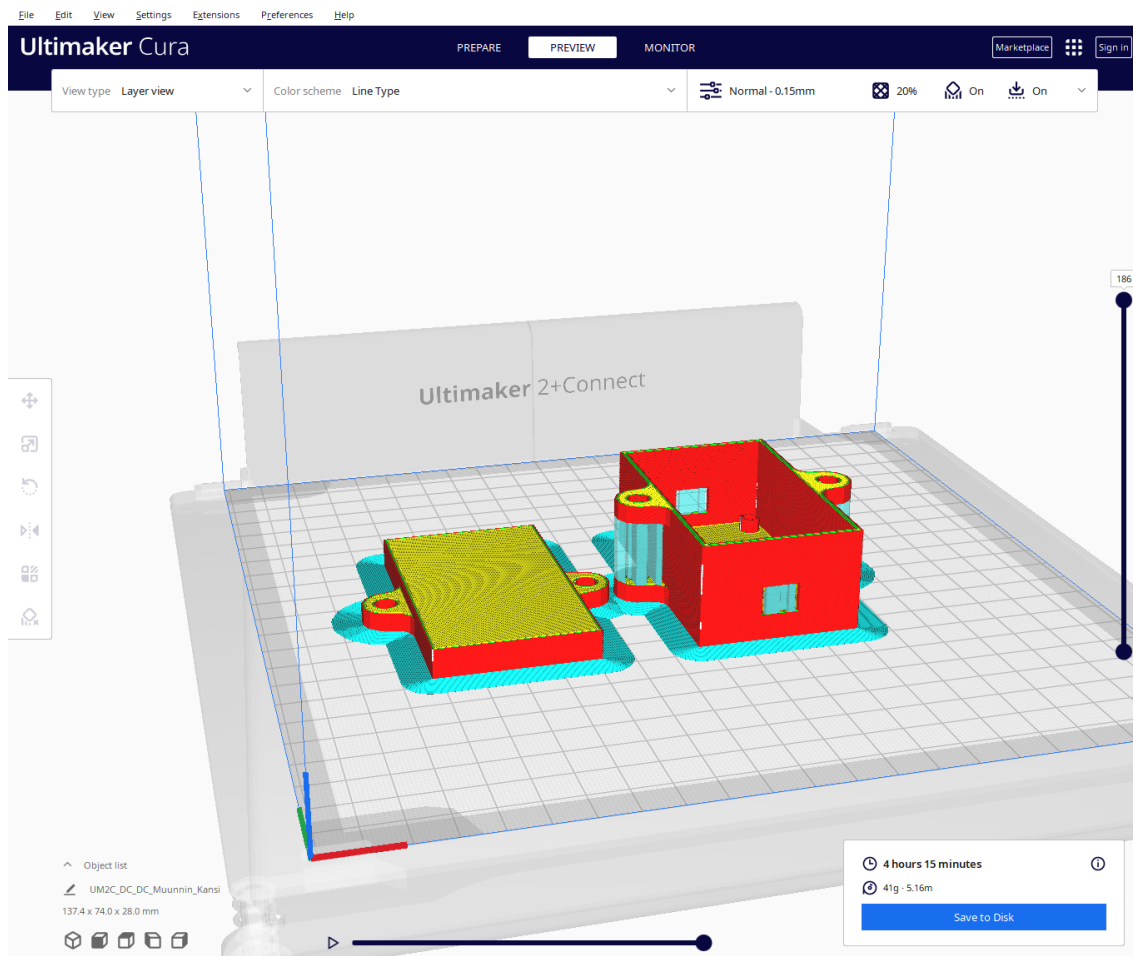 File Edit View Settings Extensions Preferences Help
Ultimaker Cura PREPARE PREVIEW MONITOR Marketplace Sign in
View type Layer view Color scheme Line Type Normal - 0.15mm 20% On On
186
Ultimaker 2+Connect
Object list
UM2C_DC_DC_Muunnin_Kansi
137.4 x 74.0 x 28.0 mm
4 hours 15 minutes
41g · 5.16m
Save to Disk